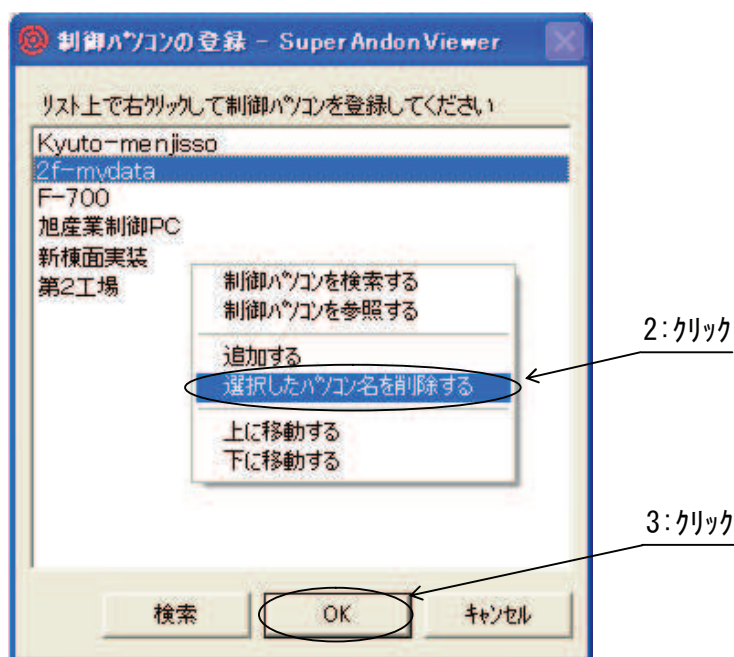 制御ﾊﾟｿｺﾝの登録 - Super Andon Viewer
ﾘｽﾄ上で右ｸﾘｯｸして制御ﾊﾟｿｺﾝを登録してください
Kyuto-menjisso
2f-mydata
F-700
旭産業制御PC
新棟面実装
第2工場
制御ﾊﾟｿｺﾝを検索する
制御ﾊﾟｿｺﾝを参照する
追加する
選択したﾊﾟｿｺﾝ名を削除する
上に移動する
下に移動する
2:ｸﾘｯｸ
3:ｸﾘｯｸ
検索
OK
ｷｬﾝｾﾙ